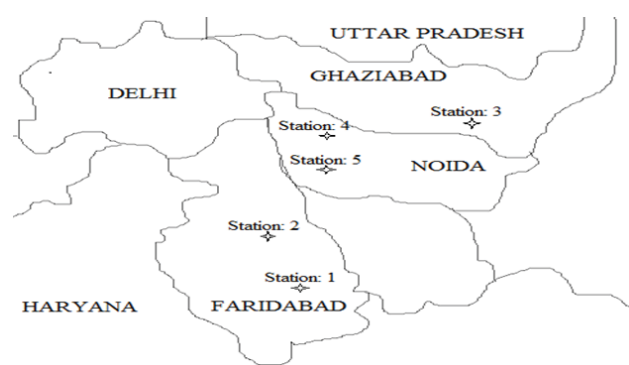 UTTAR PRADESH
GHAZIABAD
DELHI
Station: 3
Station: 4
Station: 5
NOIDA
Station: 2
Station: 1
HARYANA
FARIDABAD